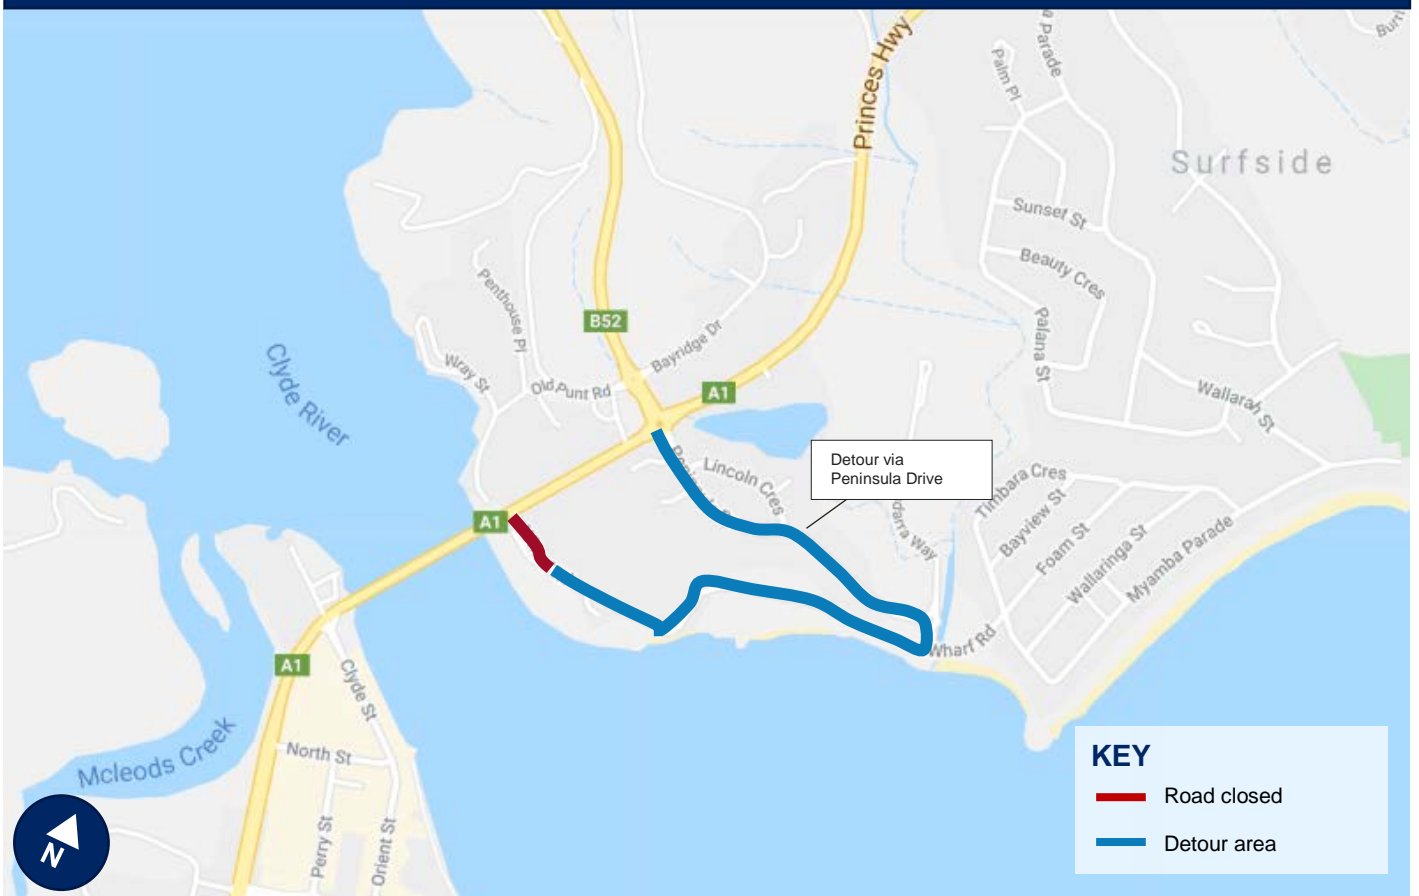 Princes Hwy
a Parade
Palm Pl
Surfside
Sunset St
Beauty Cres
Penthouse Pl
B52
Bayridge Dr
Palana St
Clyde River
Wray St
Old Punt Rd
A1
Wallarah St
Lincoln Cres
Detour via
Peninsula Drive
Timbara Cres
Bayview St
Foam St
Wallaringa St
Myamba Parade
darra Way
A1
Wharf Rd
A1
Clyde St
North St
Mcleods Creek
Perry St
Orient St
N
KEY
Road closed
Detour area